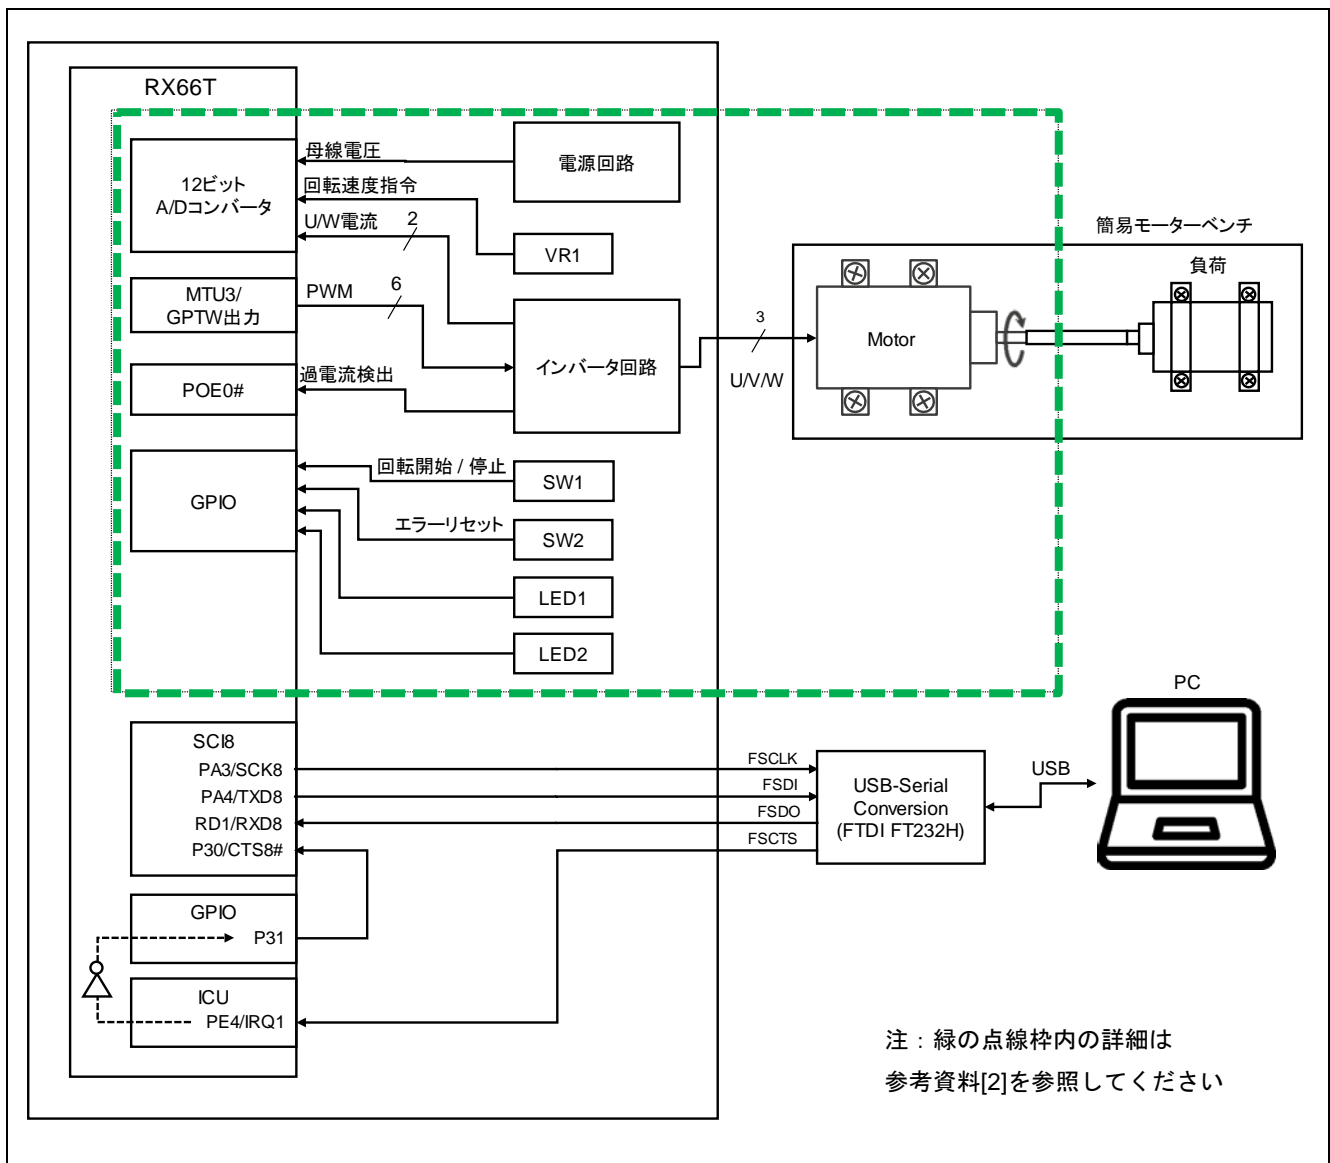 RX66T
12ビット
A/Dコンバータ
母線電圧
回転速度指令
U/W電流
2
電源回路
VR1
MTU3/
GPTW出力
PWM
6
インバータ回路
POE0#
過電流検出
3
U/V/W
簡易モーターベンチ
負荷
Motor
GPIO
回転開始 / 停止
SW1
エラーリセット
SW2
LED1
LED2
SCI8
PA3/SCK8
PA4/TXD8
RD1/RXD8
P30/CTS8#
FSCLK
FSDI
FSDO
FSCTS
USB-Serial
Conversion
(FTDI FT232H)
USB
PC
GPIO
P31
ICU
PE4/IRQ1
注：緑の点線枠内の詳細は
参考資料[2]を参照してください